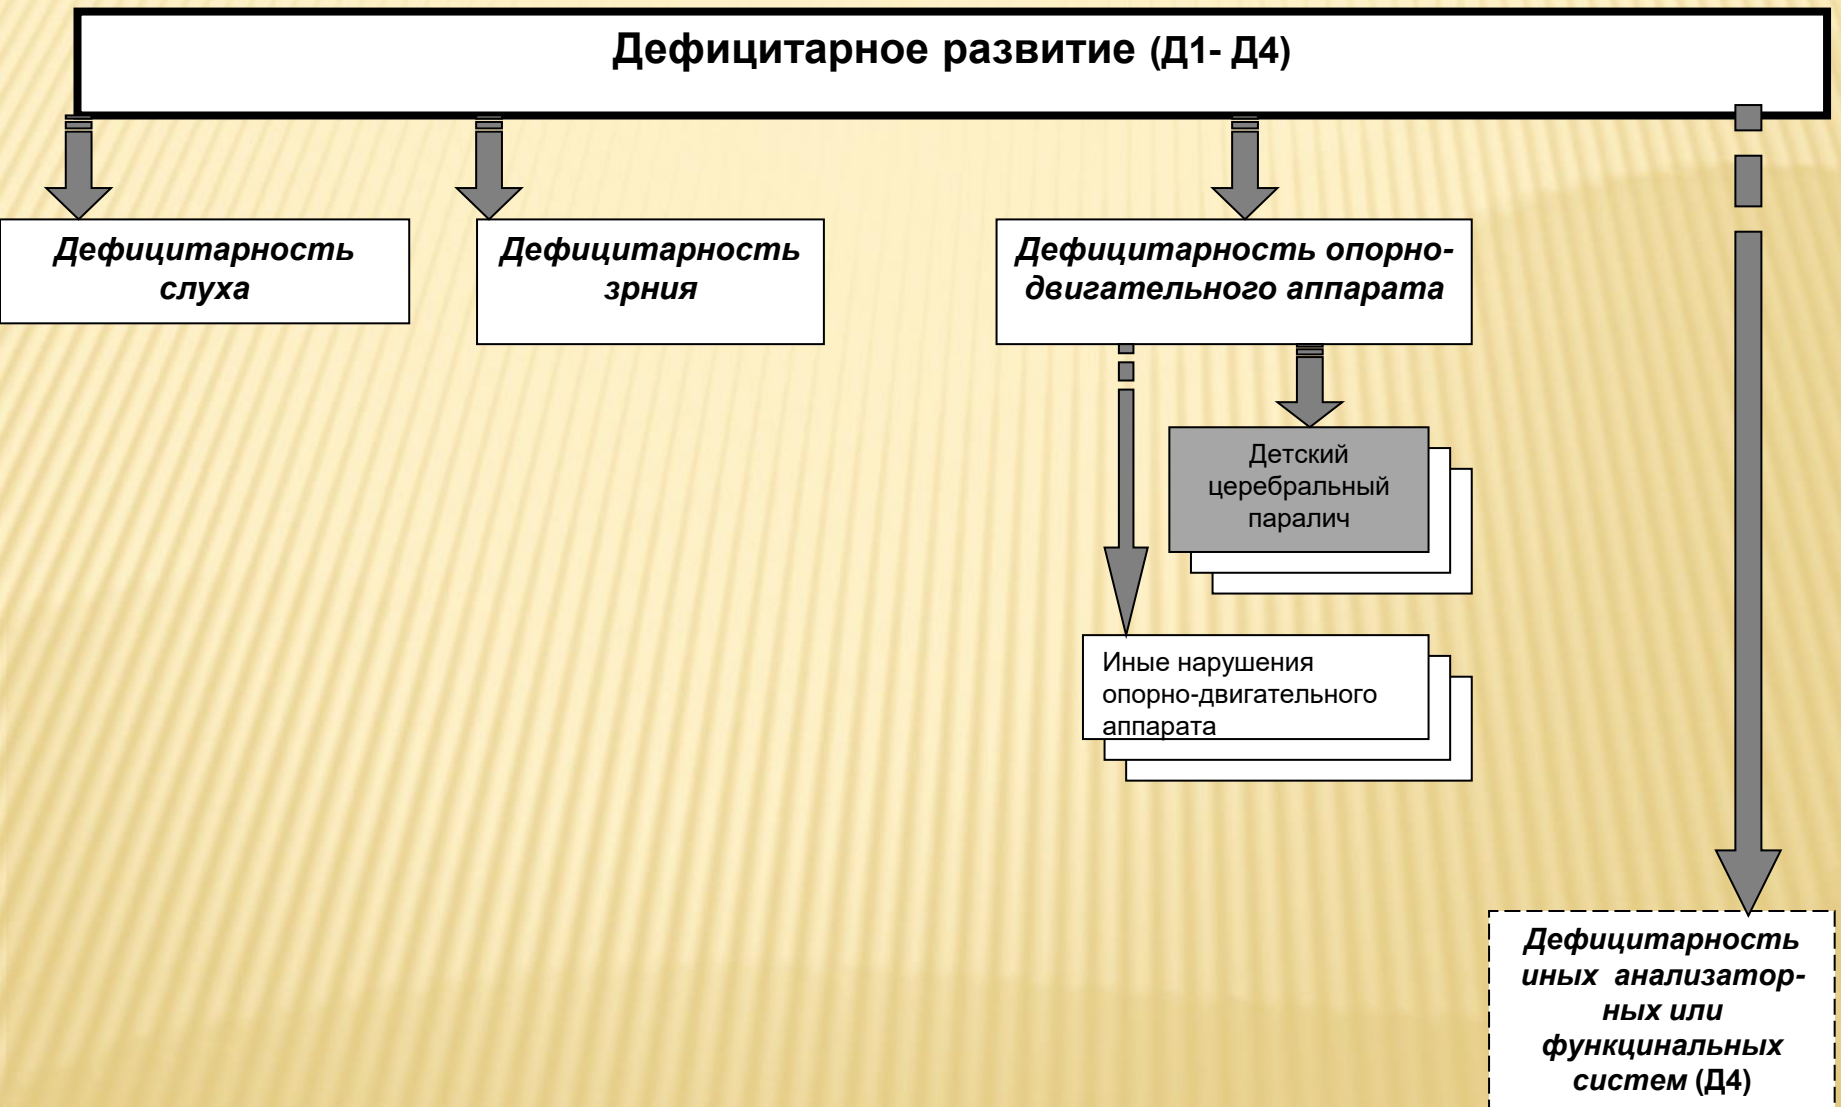 Дефицитарное развитие (Д1- Д4)
Дефицитарность
слуха
Дефицитарность
зрния
Дефицитарность опорно-
двигательного аппарата
Детский
церебральный
паралич
Иные нарушения
опорно-двигательного
аппарата
Дефицитарность
иных анализатор-
ных или
функцинальных
систем (Д4)